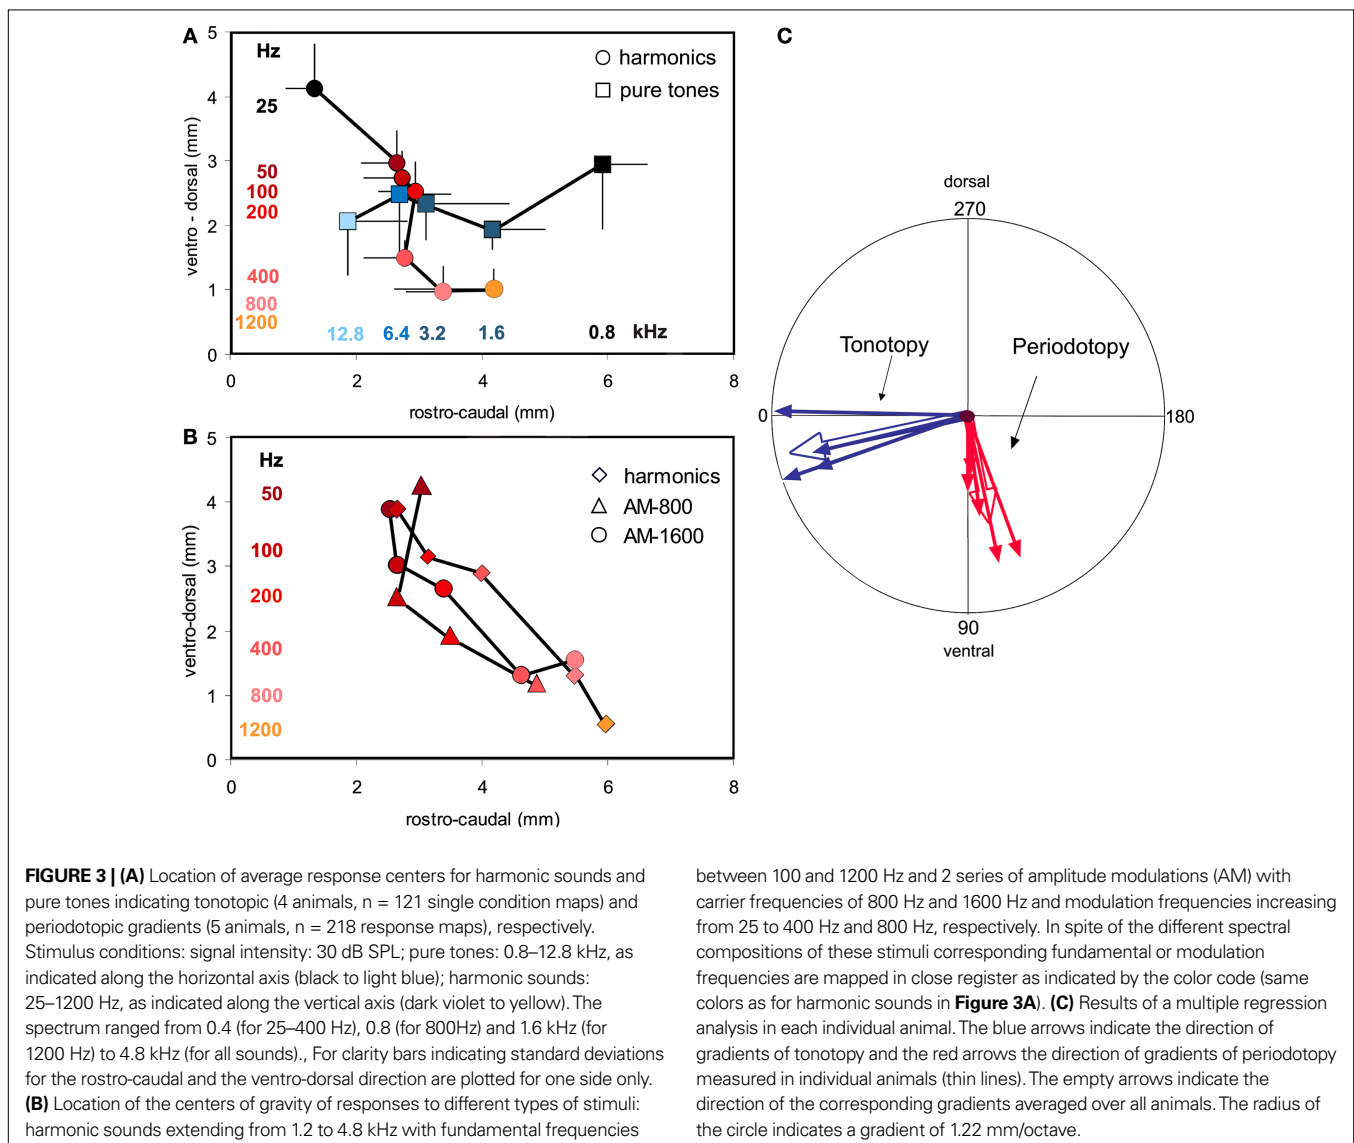 A
5
4
3
2
1
0
ventro - dorsal (mm)
Hz
25
50
100
200
400
800
1200
harmonics
pure tones
12.8 6.4 3.2 1.6 0.8 kHz
0 2 4 6 8
rostro-caudal (mm)
B
5
4
3
2
1
0
ventro-dorsal (mm)
Hz
50
100
200
400
800
1200
harmonics
AM-800
AM-1600
0 2 4 6 8
rostro-caudal (mm)
C
dorsal
270
Tonotopy
Periodotopy
0
180
90
ventral
FIGURE 3 | (A) Location of average response centers for harmonic sounds and
pure tones indicating tonotopic (4 animals, n = 121 single condition maps) and
periodotopic gradients (5 animals, n = 218 response maps), respectively.
Stimulus conditions: signal intensity: 30 dB SPL; pure tones: 0.8–12.8 kHz, as
indicated along the horizontal axis (black to light blue); harmonic sounds:
25–1200 Hz, as indicated along the vertical axis (dark violet to yellow). The
spectrum ranged from 0.4 (for 25–400 Hz), 0.8 (for 800Hz) and 1.6 kHz (for
1200 Hz) to 4.8 kHz (for all sounds)., For clarity bars indicating standard deviations
for the rostro-caudal and the ventro-dorsal direction are plotted for one side only.
(B) Location of the centers of gravity of responses to different types of stimuli:
harmonic sounds extending from 1.2 to 4.8 kHz with fundamental frequencies
between 100 and 1200 Hz and 2 series of amplitude modulations (AM) with
carrier frequencies of 800 Hz and 1600 Hz and modulation frequencies increasing
from 25 to 400 Hz and 800 Hz, respectively. In spite of the different spectral
compositions of these stimuli corresponding fundamental or modulation
frequencies are mapped in close register as indicated by the color code (same
colors as for harmonic sounds in Figure 3A). (C) Results of a multiple regression
analysis in each individual animal. The blue arrows indicate the direction of
gradients of tonotopy and the red arrows the direction of gradients of periodotopy
measured in individual animals (thin lines). The empty arrows indicate the
direction of the corresponding gradients averaged over all animals. The radius of
the circle indicates a gradient of 1.22 mm/octave.